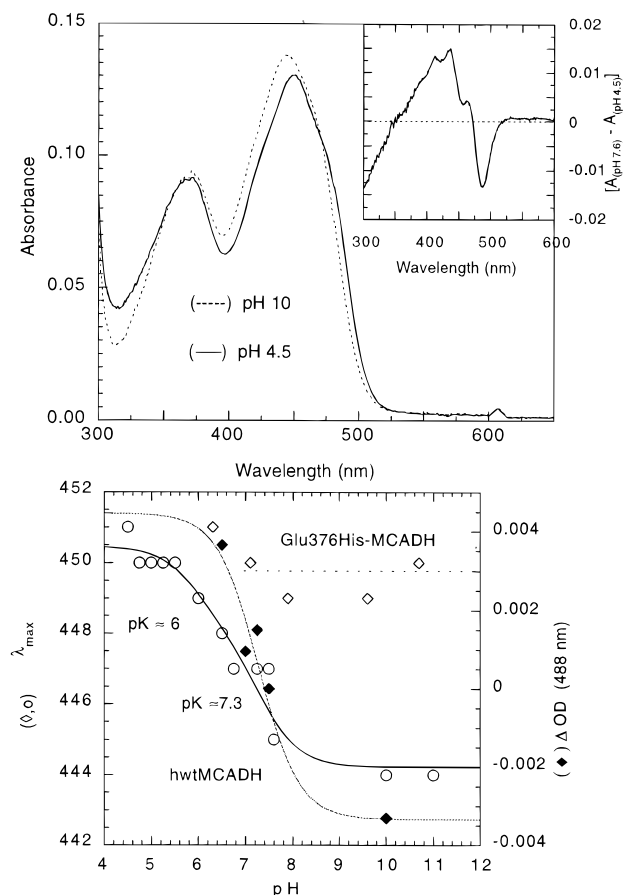 0.15
0.10
0.05
0.00
Absorbance
300
400
500
600
Wavelength (nm)
(----) pH 10
(—) pH 4.5
0.02
0.01
0
-0.01
-0.02
[A(pH 7.6) - A(pH 4.5)]
300
400
500
600
Wavelength (nm)
452
450
448
446
444
442
λmax
(◊,o)
Glu376His-MCADH
pK ≈ 6
pK ≈7.3
hwtMCADH
0.004
0.002
0
-0.002
-0.004
(◆) Δ OD (488 nm)
4
5
6
7
8
9
10
11
12
pH